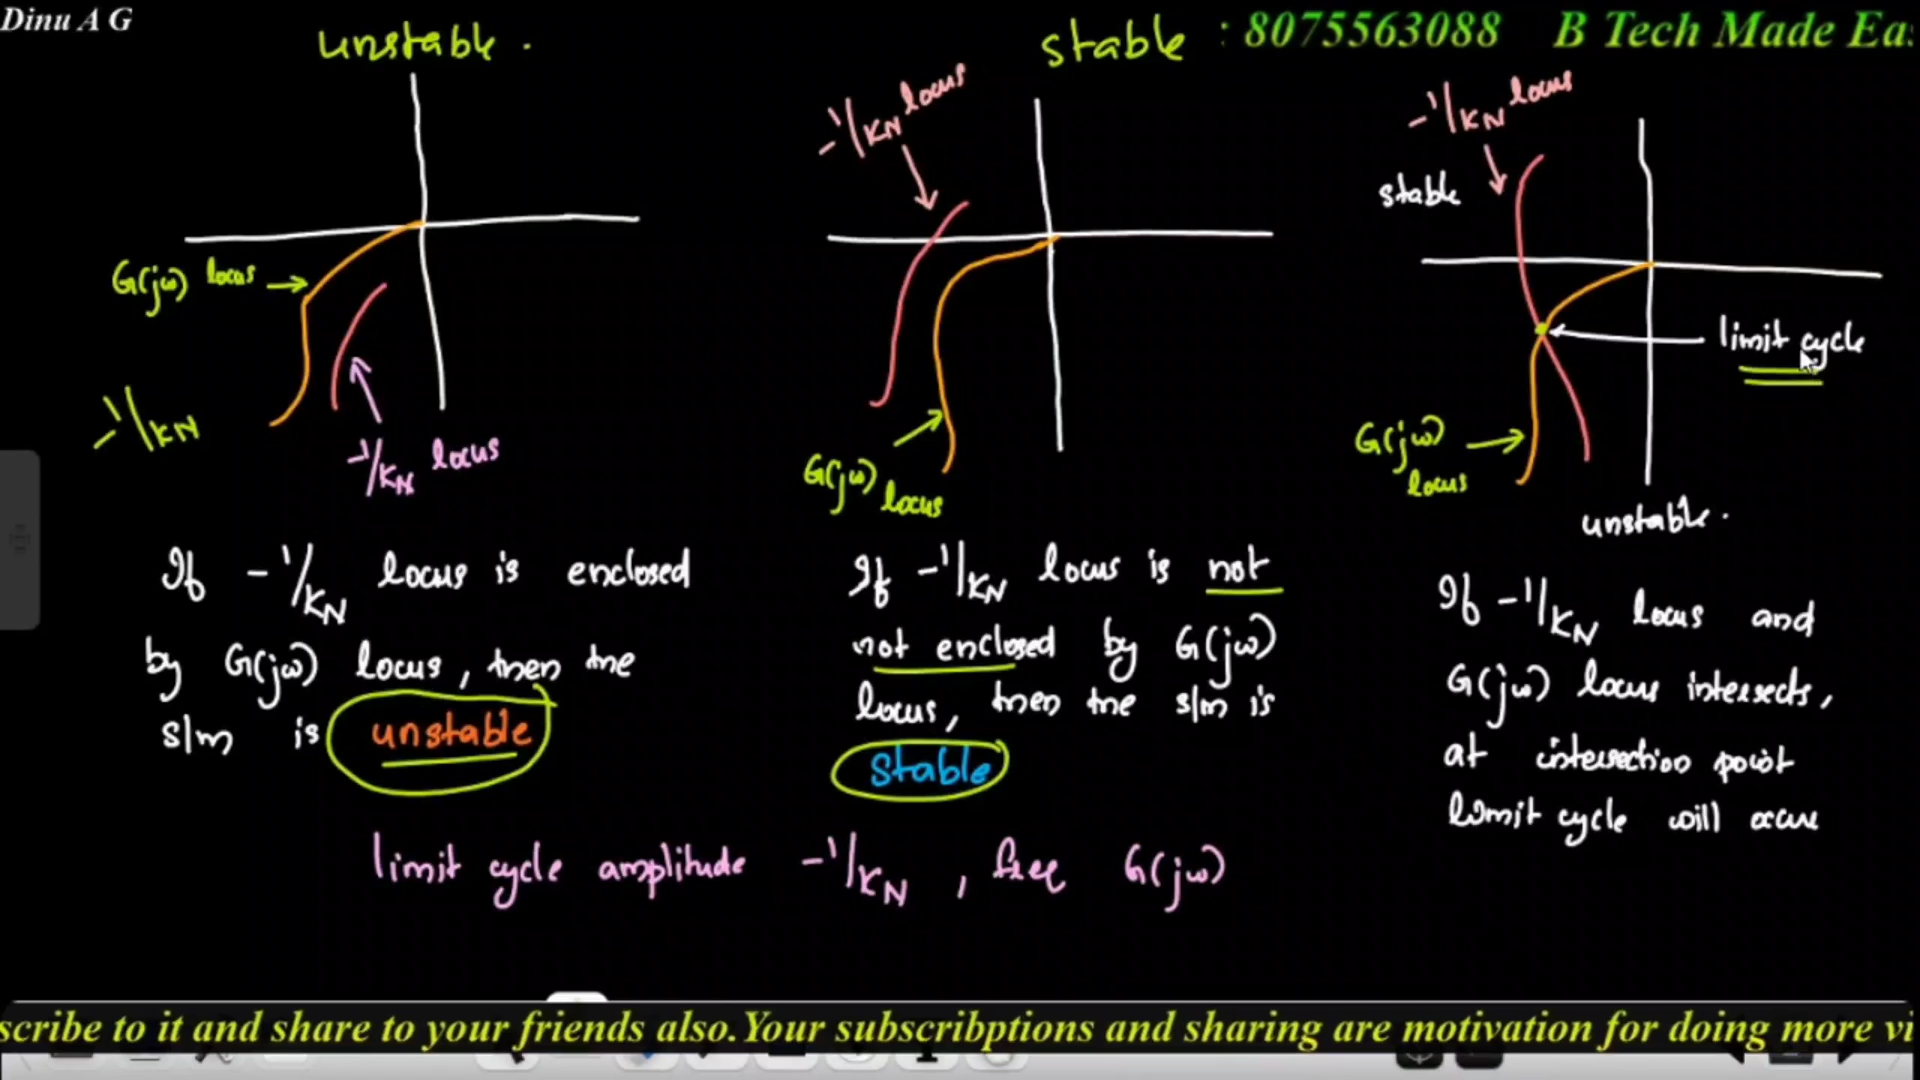 Dinu A G
: 8075563088 B Tech Made Eas
unstable.
stable
-1/KN locus
-1/KN locus
stable
G(jω) locus
limit cycle
-1/KN
-1/KN locus
G(jω) locus
G(jω) locus
unstable.
If -1/KN locus is enclosed
by G(jω) locus, then the
s/m is unstable
If -1/KN locus is not
not enclosed by G(jω)
locus, then the s/m is
stable
If -1/KN locus and
G(jω) locus intersects,
at intersection point
limit cycle will occur
limit cycle amplitude -1/KN, freq G(jω)
scribe to it and share to your friends also.Your subscribptions and sharing are motivation for doing more vi